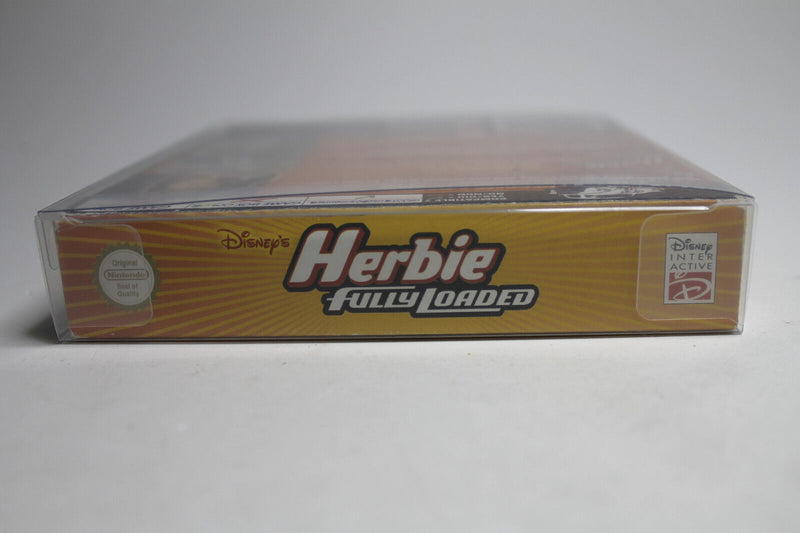 Disney's
Herbie
Fully Loaded
Original
Nintendo
Seal of
Quality
Disney
INTER
ACTIVE